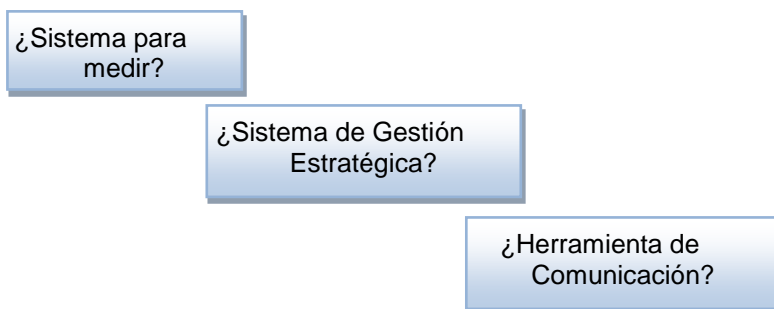 ¿Sistema para
medir?
¿Sistema de Gestión
Estratégica?
¿Herramienta de
Comunicación?